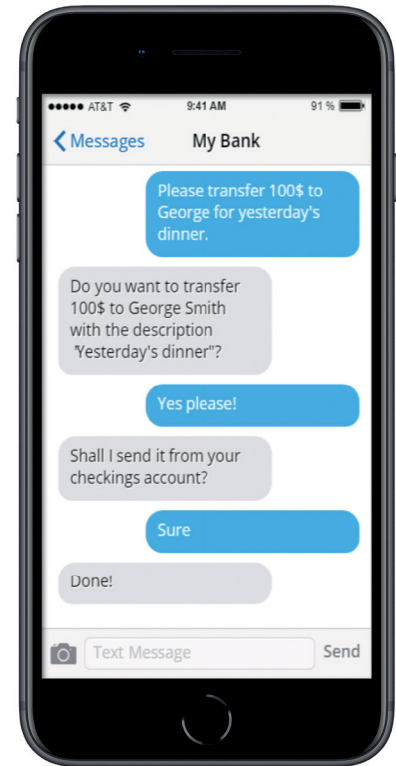 AT&T 9:41 AM 91 %
Messages My Bank
Please transfer 100$ to
George for yesterday's
dinner.
Do you want to transfer
100$ to George Smith
with the description
"Yesterday's dinner"?
Yes please!
Shall I send it from your
checkings account?
Sure
Done!
Text Message Send